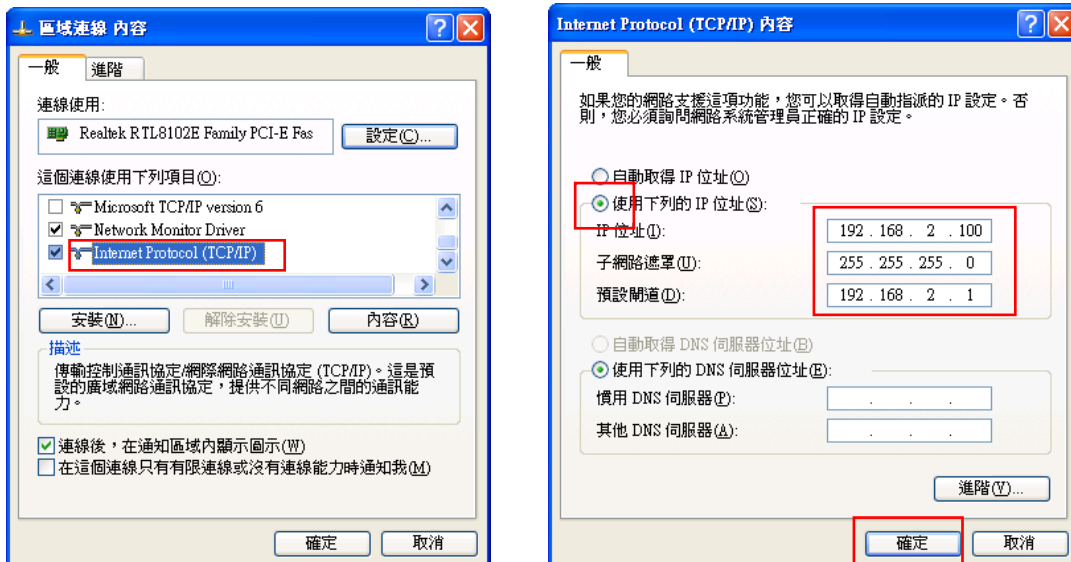 區域連線 內容
一般
進階
連線使用:
Realtek RTL8102E Family PCI-E Fas
設定(C)...
這個連線使用下列項目(O):
Microsoft TCP/IP version 6
Network Monitor Driver
Internet Protocol (TCP/IP)
安裝(N)...
解除安裝(U)
內容(R)
描述
傳輸控制通訊協定/網際網路通訊協定 (TCP/IP)。這是預
設的廣域網路通訊協定，提供不同網路之間的通訊能
力。
連線後，在通知區域內顯示圖示(W)
在這個連線只有有限連線或沒有連線能力時通知我(M)
確定
取消
Internet Protocol (TCP/IP) 內容
一般
如果您的網路支援這項功能，您可以取得自動指派的 IP 設定。否
則，您必須詢問網路系統管理員正確的 IP 設定。
自動取得 IP 位址(O)
使用下列的 IP 位址(S):
IP 位址(I):
192 . 168 . 2 . 100
子網路遮罩(U):
255 . 255 . 255 . 0
預設閘道(D):
192 . 168 . 2 . 1
自動取得 DNS 伺服器位址(B)
使用下列的 DNS 伺服器位址(E):
慣用 DNS 伺服器(P):
. . .
其他 DNS 伺服器(A):
. . .
進階(V)...
確定
取消